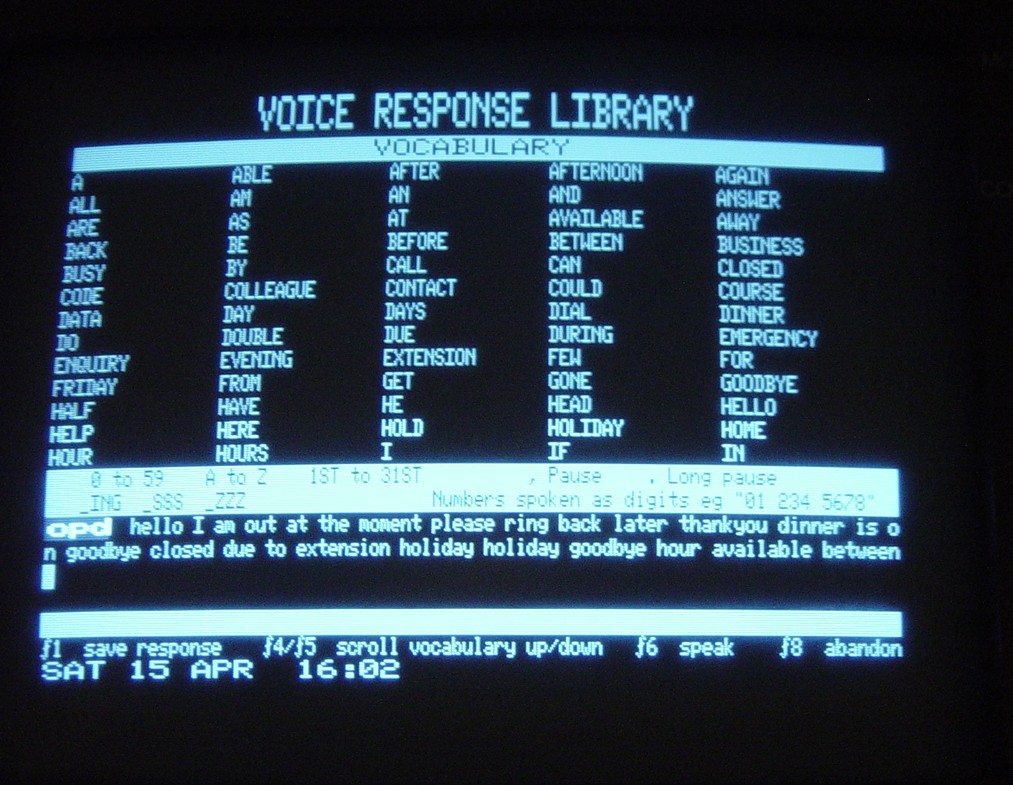 VOICE RESPONSE LIBRARY
VOCABULARY
A ABLE AFTER AFTERNOON AGAIN
ALL AM AN AND ANSWER
ARE AS AT AVAILABLE AWAY
BACK BE BEFORE BETWEEN BUSINESS
BUSY BY CALL CAN CLOSED
CODE COLLEAGUE CONTACT COULD COURSE
DATA DAY DAYS DIAL DINNER
DO DOUBLE DUE DURING EMERGENCY
ENQUIRY EVENING EXTENSION FEW FOR
FRIDAY FROM GET GONE GOODBYE
HALF HAVE HE HEAD HELLO
HELP HERE HOLD HOLIDAY HOME
HOUR HOURS I IF IN
0 to 59 A to Z 1ST to 31ST , Pause . Long pause
_ING _SSS _ZZZ Numbers spoken as digits eg "01 234 5678"
opd hello I am out at the moment please ring back later thankyou dinner is o
n goodbye closed due to extension holiday holiday goodbye hour available between
ƒ1 save response ƒ4/ƒ5 scroll vocabulary up/down ƒ6 speak ƒ8 abandon
SAT 15 APR 16:02